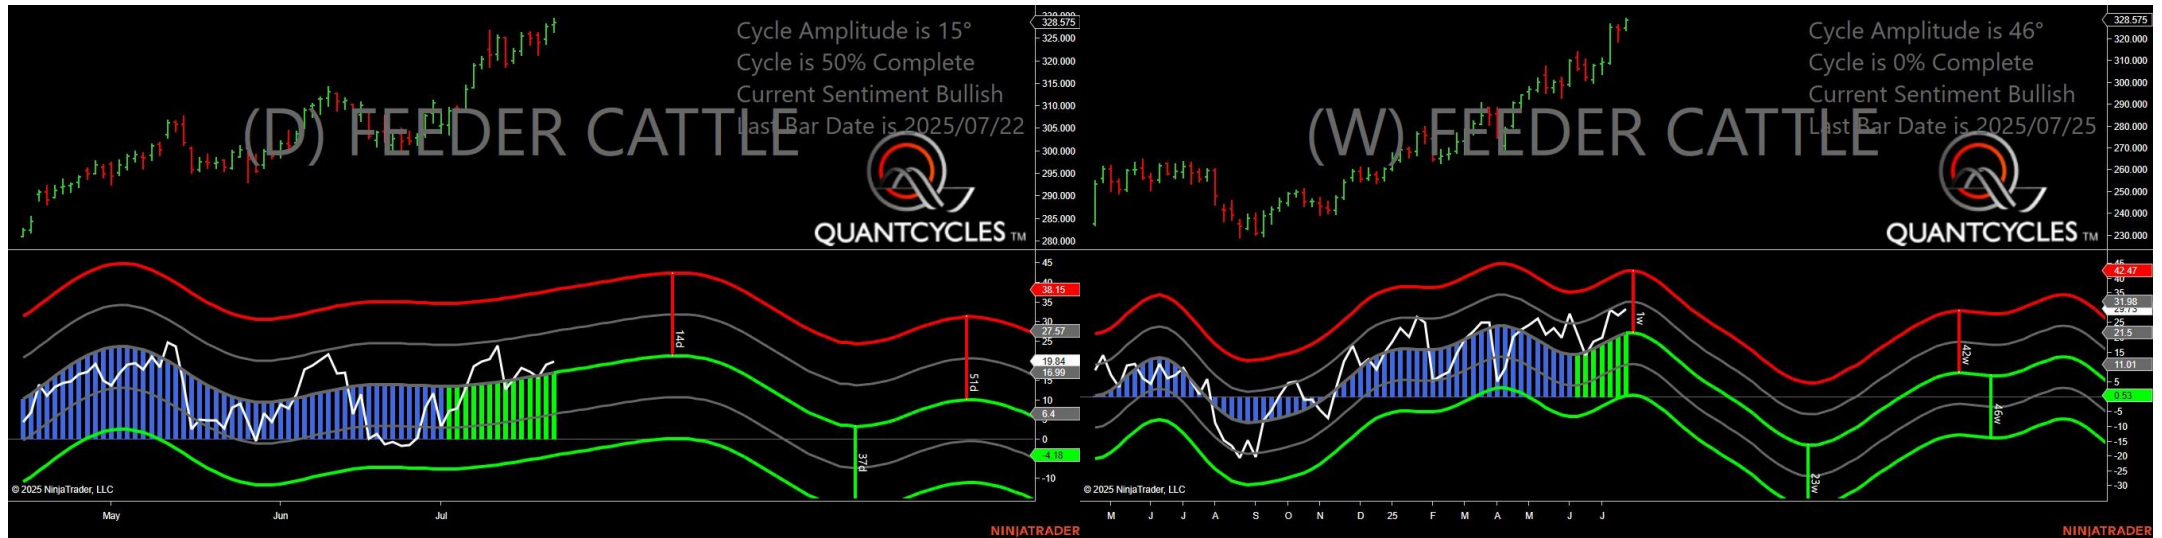 Cycle Amplitude is 15°
Cycle is 50% Complete
Current Sentiment Bullish
Last Bar Date is 2025/07/22
(D) FEEDER CATTLE
QUANTCYCLES TM
328.575
325.000
320.000
315.000
310.000
305.000
300.000
295.000
290.000
285.000
280.000
45
38.15
35
30
27.57
25
19.84
16.99
15
10
6.4
0
-4.18
-10
14d
37d
51d
© 2025 NinjaTrader, LLC
May
Jun
Jul
NINJATRADER
Cycle Amplitude is 46°
Cycle is 0% Complete
Current Sentiment Bullish
Last Bar Date is 2025/07/25
(W) FEEDER CATTLE
QUANTCYCLES TM
328.575
320.000
310.000
300.000
290.000
280.000
270.000
260.000
250.000
240.000
230.000
42.47
31.98
25
21.5
15
11.01
5
0.53
-5
-10
-15
-20
-25
-30
1w
23w
42w
46w
© 2025 NinjaTrader, LLC
M J J A S O N D 25 F M A M J J
NINJATRADER